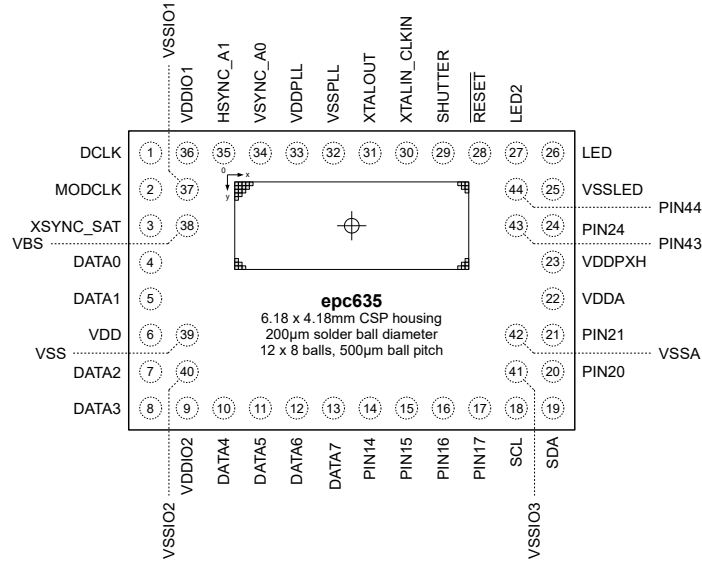 VSSIO1
VDDIO1
HSYNC_A1
VSYNC_A0
VDDPLL
VSSPLL
XTALOUT
XTALIN_CLKIN
SHUTTER
RESET
LED2
DCLK 1 36 35 34 33 32 31 30 29 28 27 26 LED
0 x
y
MODCLK 2 37 44 25 VSSLED
PIN44
XSYNC_SAT 3 38 43 24 PIN24
VBS PIN43
DATA0 4 23 VDDPXH
DATA1 5 22 VDDA
epc635
6.18 x 4.18mm CSP housing
200µm solder ball diameter
12 x 8 balls, 500µm ball pitch
VDD 6 39 42 21 PIN21
VSS VSSA
DATA2 7 40 41 20 PIN20
DATA3 8 9 10 11 12 13 14 15 16 17 18 19
VDDIO2
DATA4
DATA5
DATA6
DATA7
PIN14
PIN15
PIN16
PIN17
SCL
SDA
VSSIO2
VSSIO3